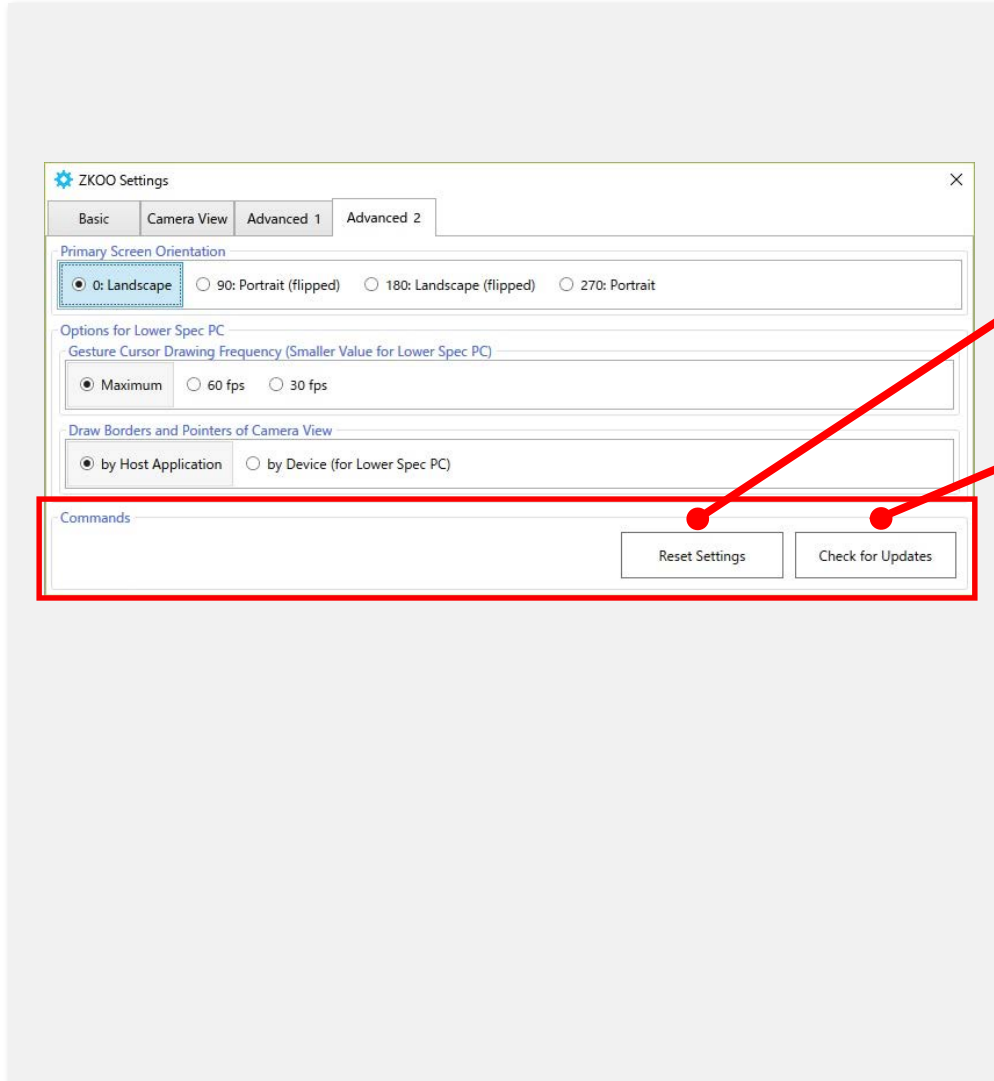 ZKOO Settings
Basic Camera View Advanced 1 Advanced 2
Primary Screen Orientation
0: Landscape 90: Portrait (flipped) 180: Landscape (flipped) 270: Portrait
Options for Lower Spec PC
Gesture Cursor Drawing Frequency (Smaller Value for Lower Spec PC)
Maximum 60 fps 30 fps
Draw Borders and Pointers of Camera View
by Host Application by Device (for Lower Spec PC)
Commands
Reset Settings Check for Updates